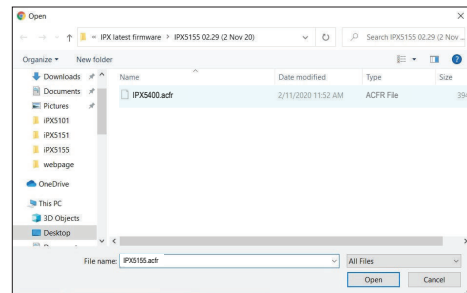 Open
« IPX latest firmware > IPX5155 02.29 (2 Nov 20)
Search IPX5155 02.29 (2 Nov ...
Organize
New folder
Downloads
Documents
Pictures
iPX5101
iPX5151
iPX5155
webpage
OneDrive
This PC
3D Objects
Desktop
Name Date modified Type Size
IPX5400.acfr 2/11/2020 11:52 AM ACFR File 394
File name: IPX5155.acfr All Files
Open Cancel